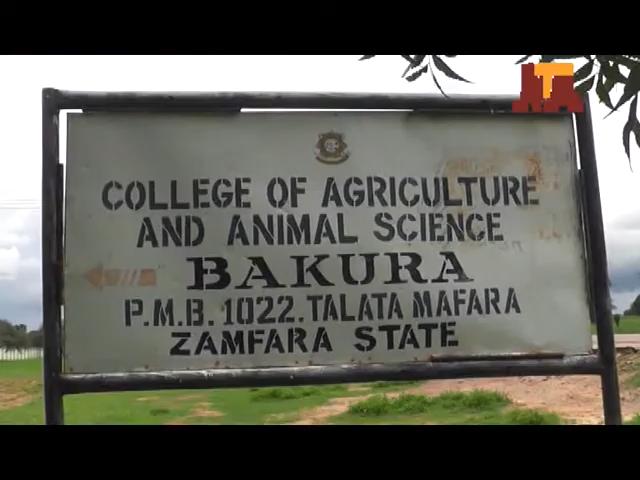 COLLEGE OF AGRICULTURE
AND ANIMAL SCIENCE
BAKURA
P.M.B.1022.TALATA MAFARA
ZAMFARA STATE